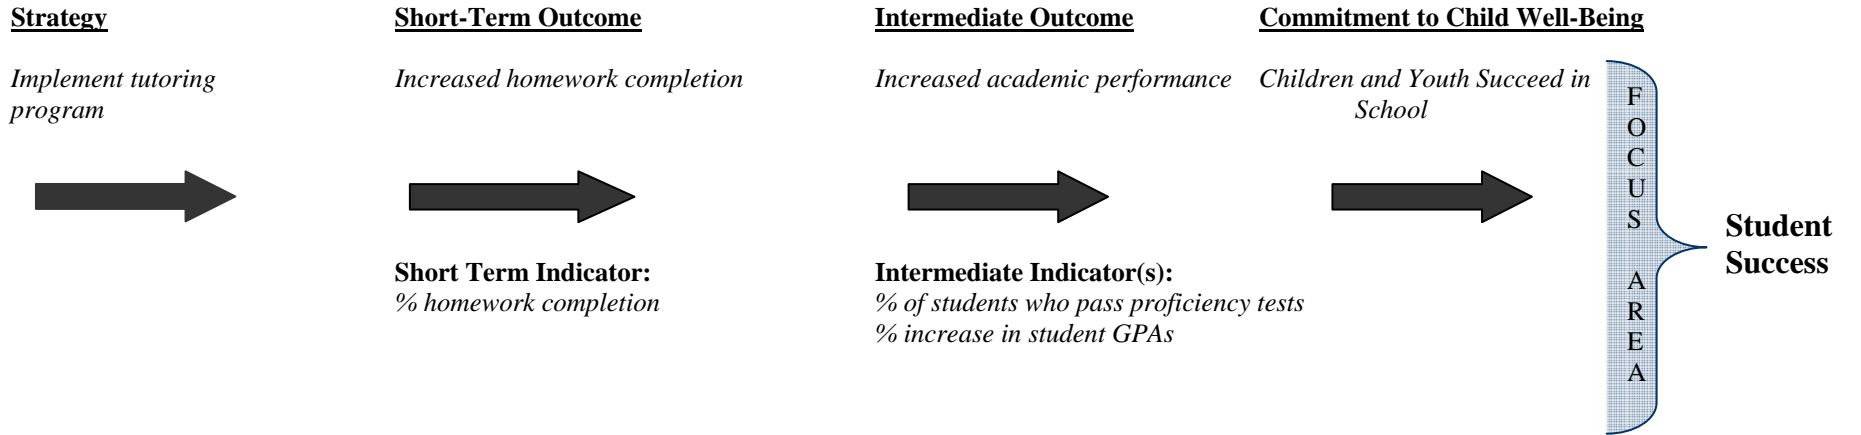 Strategy
Short-Term Outcome
Intermediate Outcome
Commitment to Child Well-Being
Implement tutoring
program
Increased homework completion
Increased academic performance
Children and Youth Succeed in
School
Short Term Indicator:
% homework completion
Intermediate Indicator(s):
% of students who pass proficiency tests
% increase in student GPAs
FOCUS AREA
Student
Success